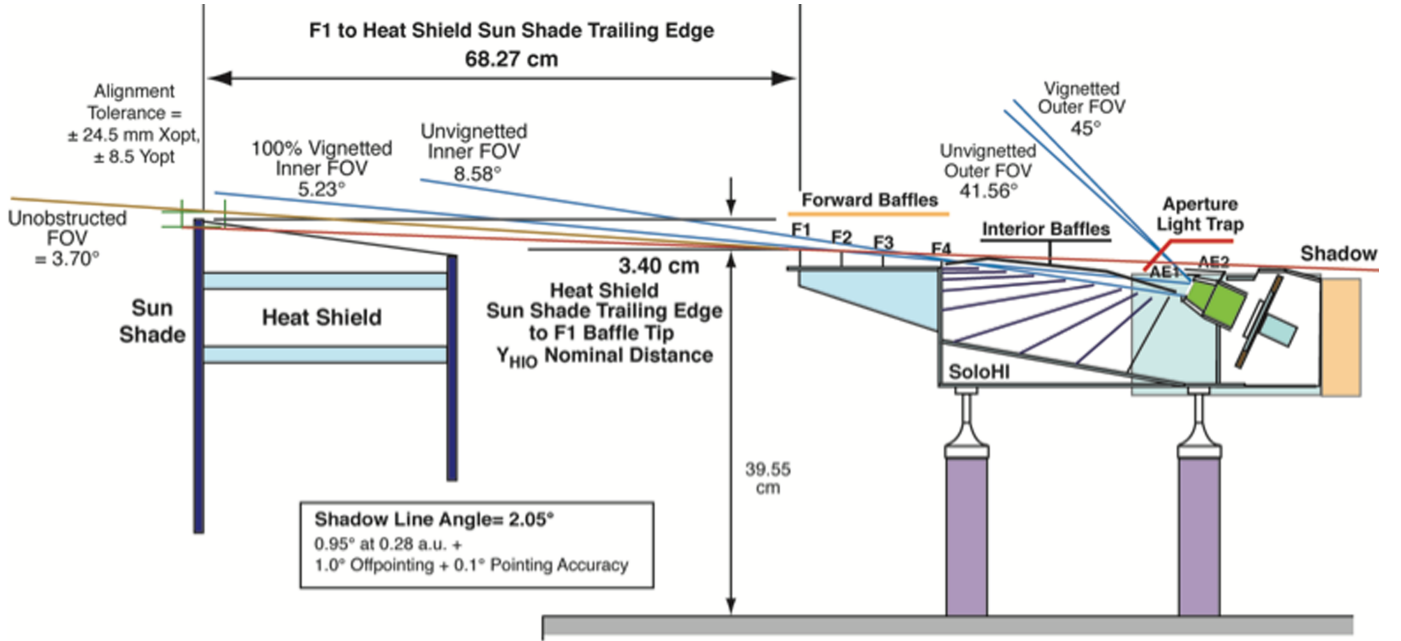 F1 to Heat Shield Sun Shade Trailing Edge
68.27 cm
Alignment
Tolerance =
± 24.5 mm Xopt,
± 8.5 Yopt
100% Vignetted
Inner FOV
5.23°
Unvignetted
Inner FOV
8.58°
Vignetted
Outer FOV
45°
Unvignetted
Outer FOV
41.56°
Unobstructed
FOV
= 3.70°
Forward Baffles
F1
F2
F3
F4
Interior Baffles
Aperture
Light Trap
AE1
AE2
Shadow
3.40 cm
Heat Shield
Sun Shade Trailing Edge
to F1 Baffle Tip
YHIO Nominal Distance
Sun
Shade
Heat Shield
SoloHI
39.55
cm
Shadow Line Angle= 2.05°
0.95° at 0.28 a.u. +
1.0° Offpointing + 0.1° Pointing Accuracy